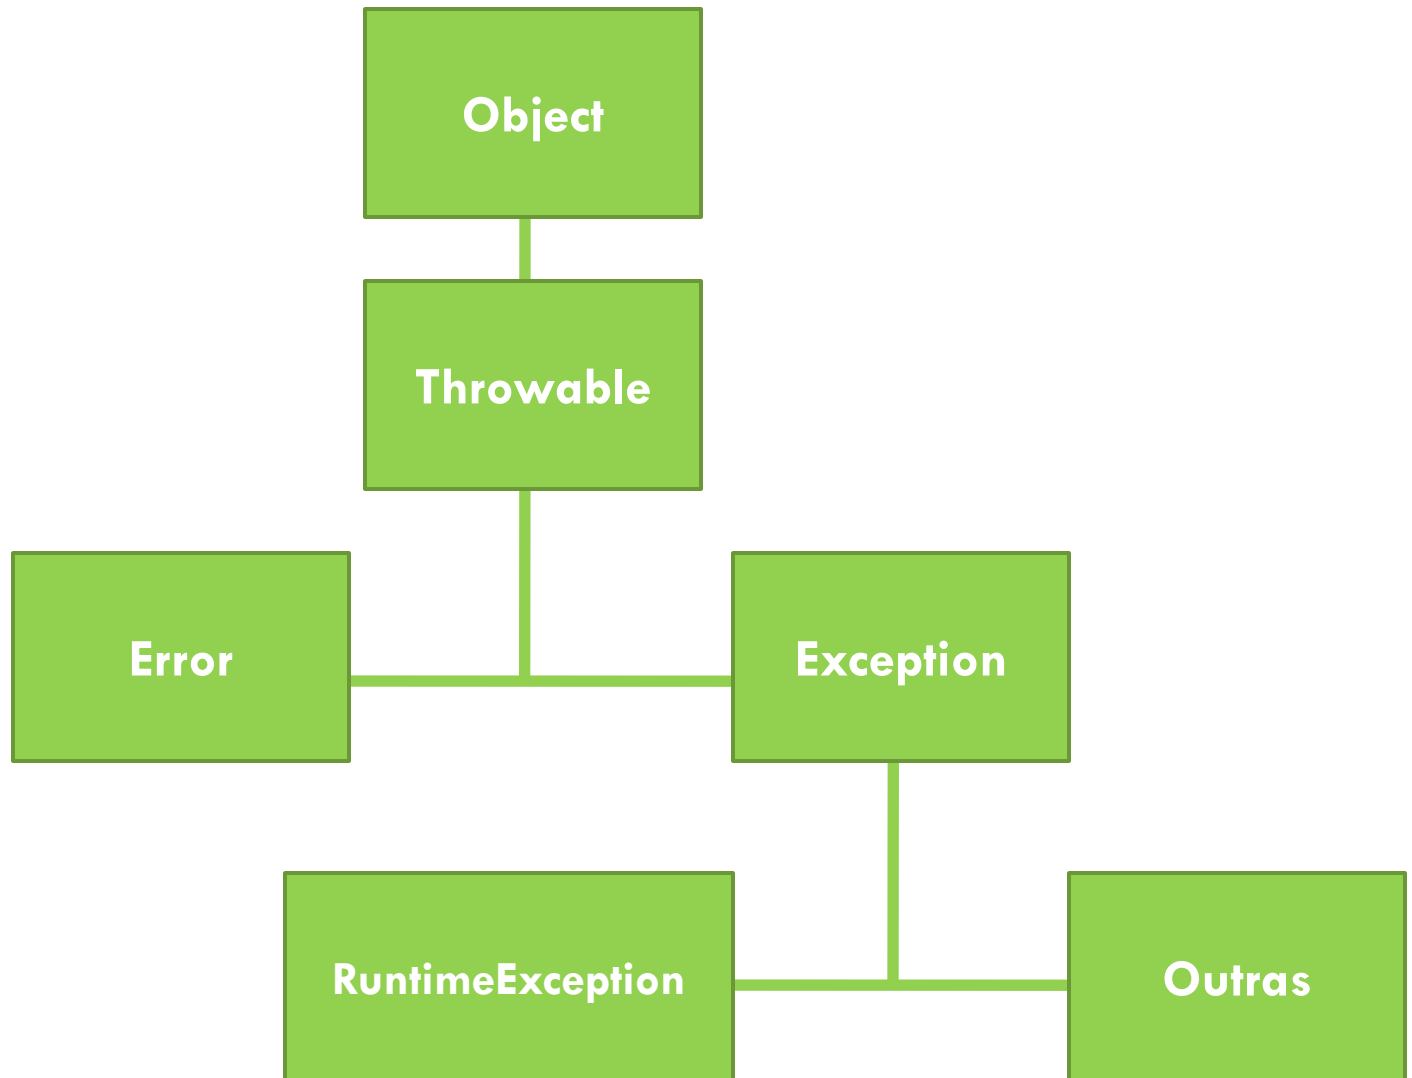 Object
Throwable
Error
Exception
RuntimeException
Outras